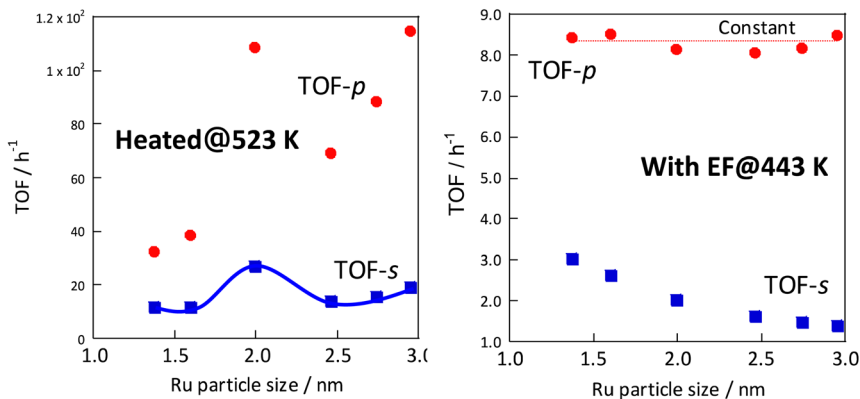 1.2 x 10²
1 x 10²
80
60
40
20
0
TOF / h⁻¹
TOF-p
Heated@523 K
TOF-s
1.0
1.5
2.0
2.5
3.0
Ru particle size / nm
9.0
8.0
7.0
6.0
5.0
4.0
3.0
2.0
1.0
TOF / h⁻¹
Constant
TOF-p
With EF@443 K
TOF-s
1.0
1.5
2.0
2.5
3.0
Ru particle size / nm